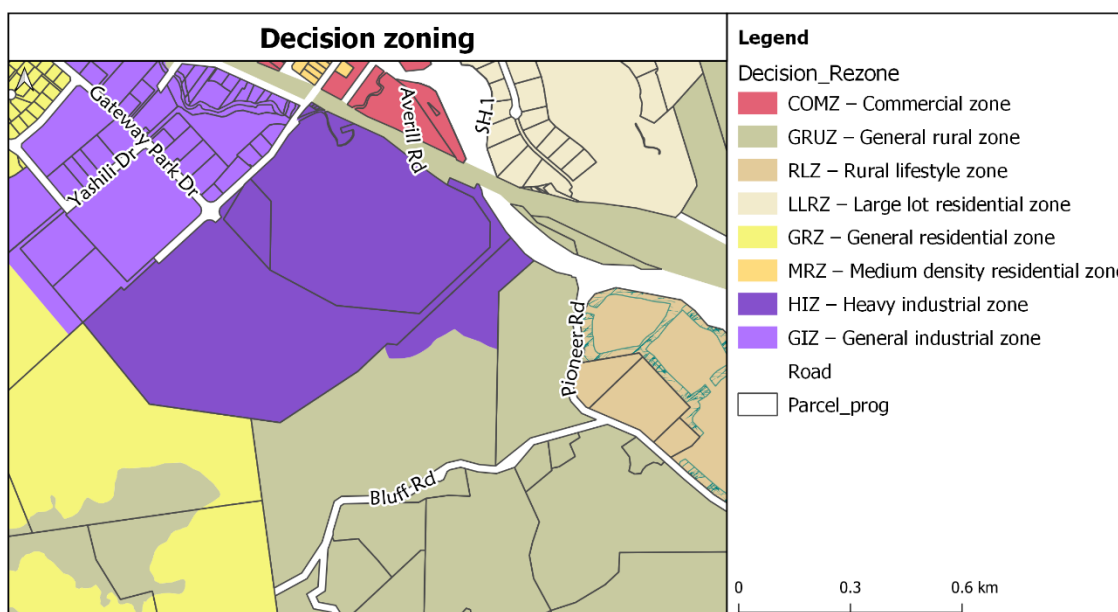 Decision zoning
Gateway Park Dr
Yashili Dr
Averill Rd
SH 1
Pioneer Rd
Bluff Rd
Legend
Decision_Rezone
COMZ – Commercial zone
GRUZ – General rural zone
RLZ – Rural lifestyle zone
LLRZ – Large lot residential zone
GRZ – General residential zone
MRZ – Medium density residential zone
HIZ – Heavy industrial zone
GIZ – General industrial zone
Road
Parcel_prog
0 0.3 0.6 km